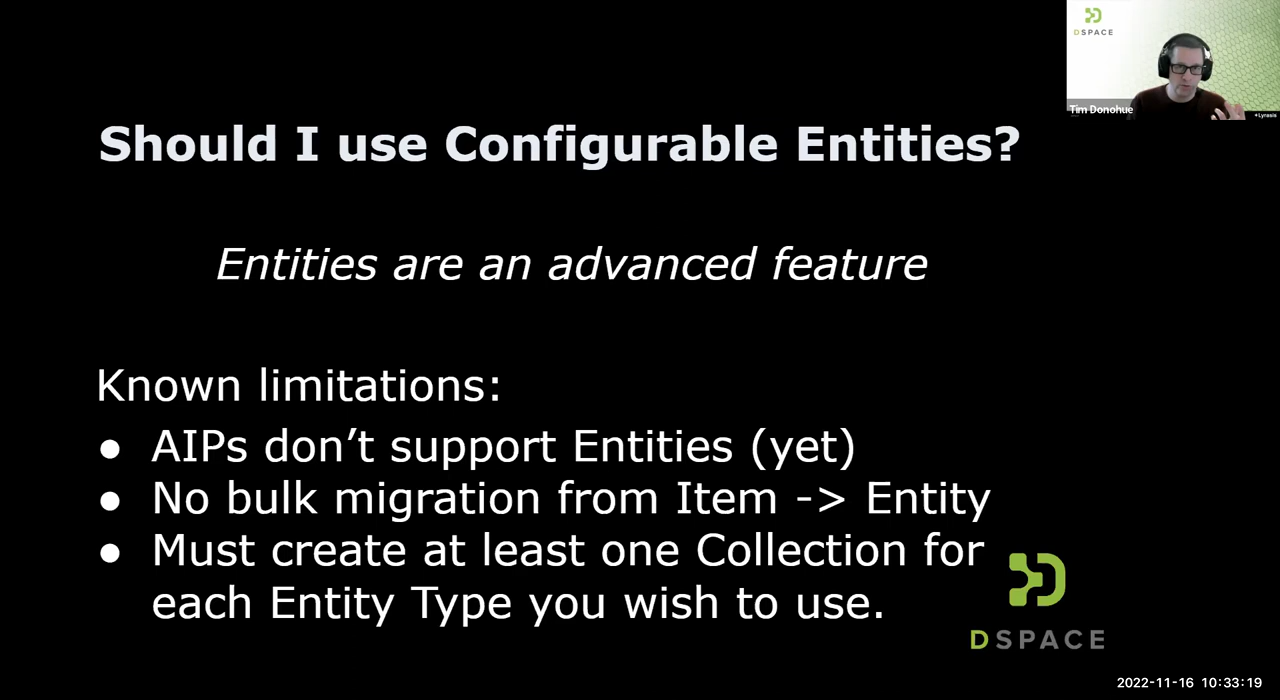 DSPACE
Tim Donohue
Lyrasis
Should I use Configurable Entities?
Entities are an advanced feature
Known limitations:
● AIPs don’t support Entities (yet)
● No bulk migration from Item -> Entity
● Must create at least one Collection for
each Entity Type you wish to use.
DSPACE
2022-11-16 10:33:19